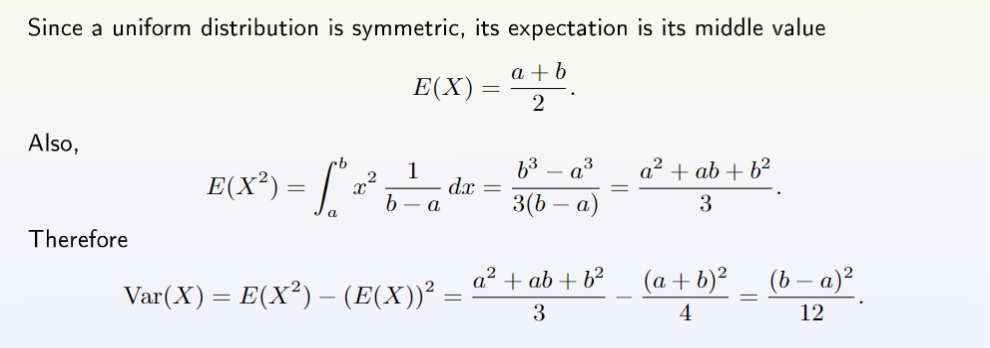 Since a uniform distribution is symmetric, its expectation is its middle value
E(X) = \frac{a + b}{2}.
Also,
E(X^2) = \int_a^b x^2 \frac{1}{b - a} dx = \frac{b^3 - a^3}{3(b - a)} = \frac{a^2 + ab + b^2}{3}.
Therefore
Var(X) = E(X^2) − (E(X))^2 = \frac{a^2 + ab + b^2}{3} − \frac{(a + b)^2}{4} = \frac{(b − a)^2}{12}.